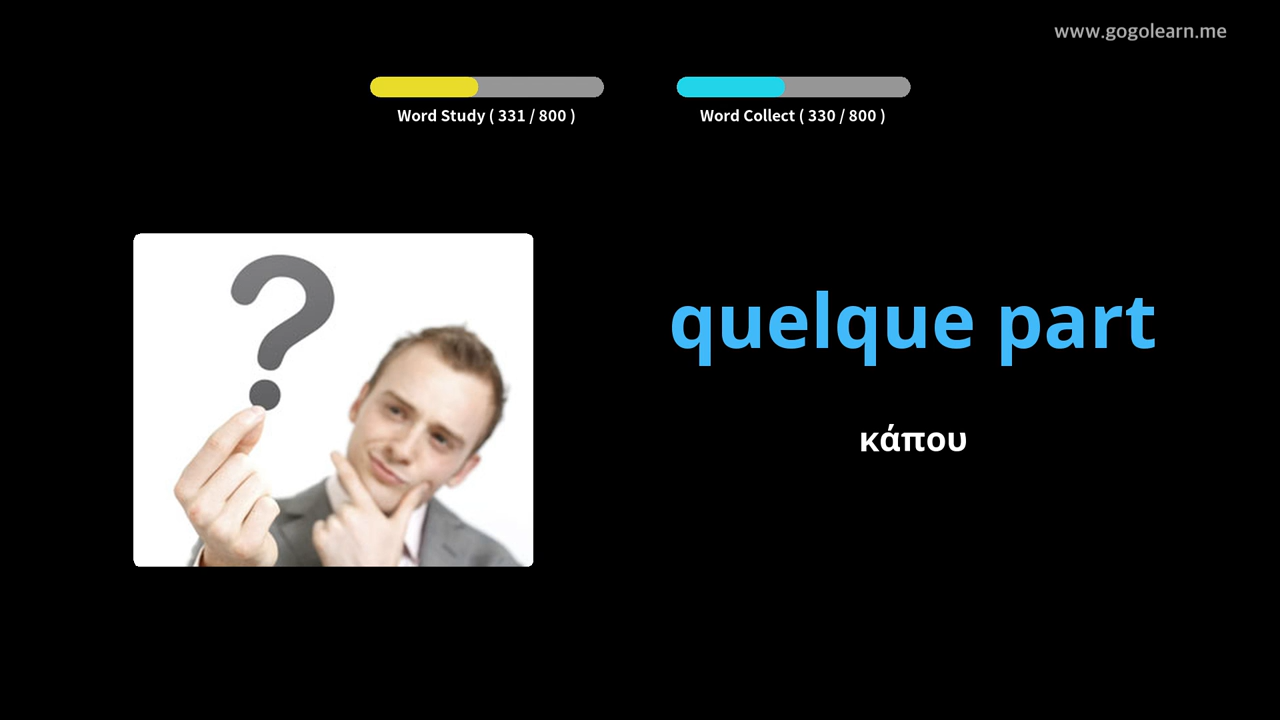 www.gogolearn.me
Word Study ( 331 / 800 )
Word Collect ( 330 / 800 )
?
quelque part
κάπου